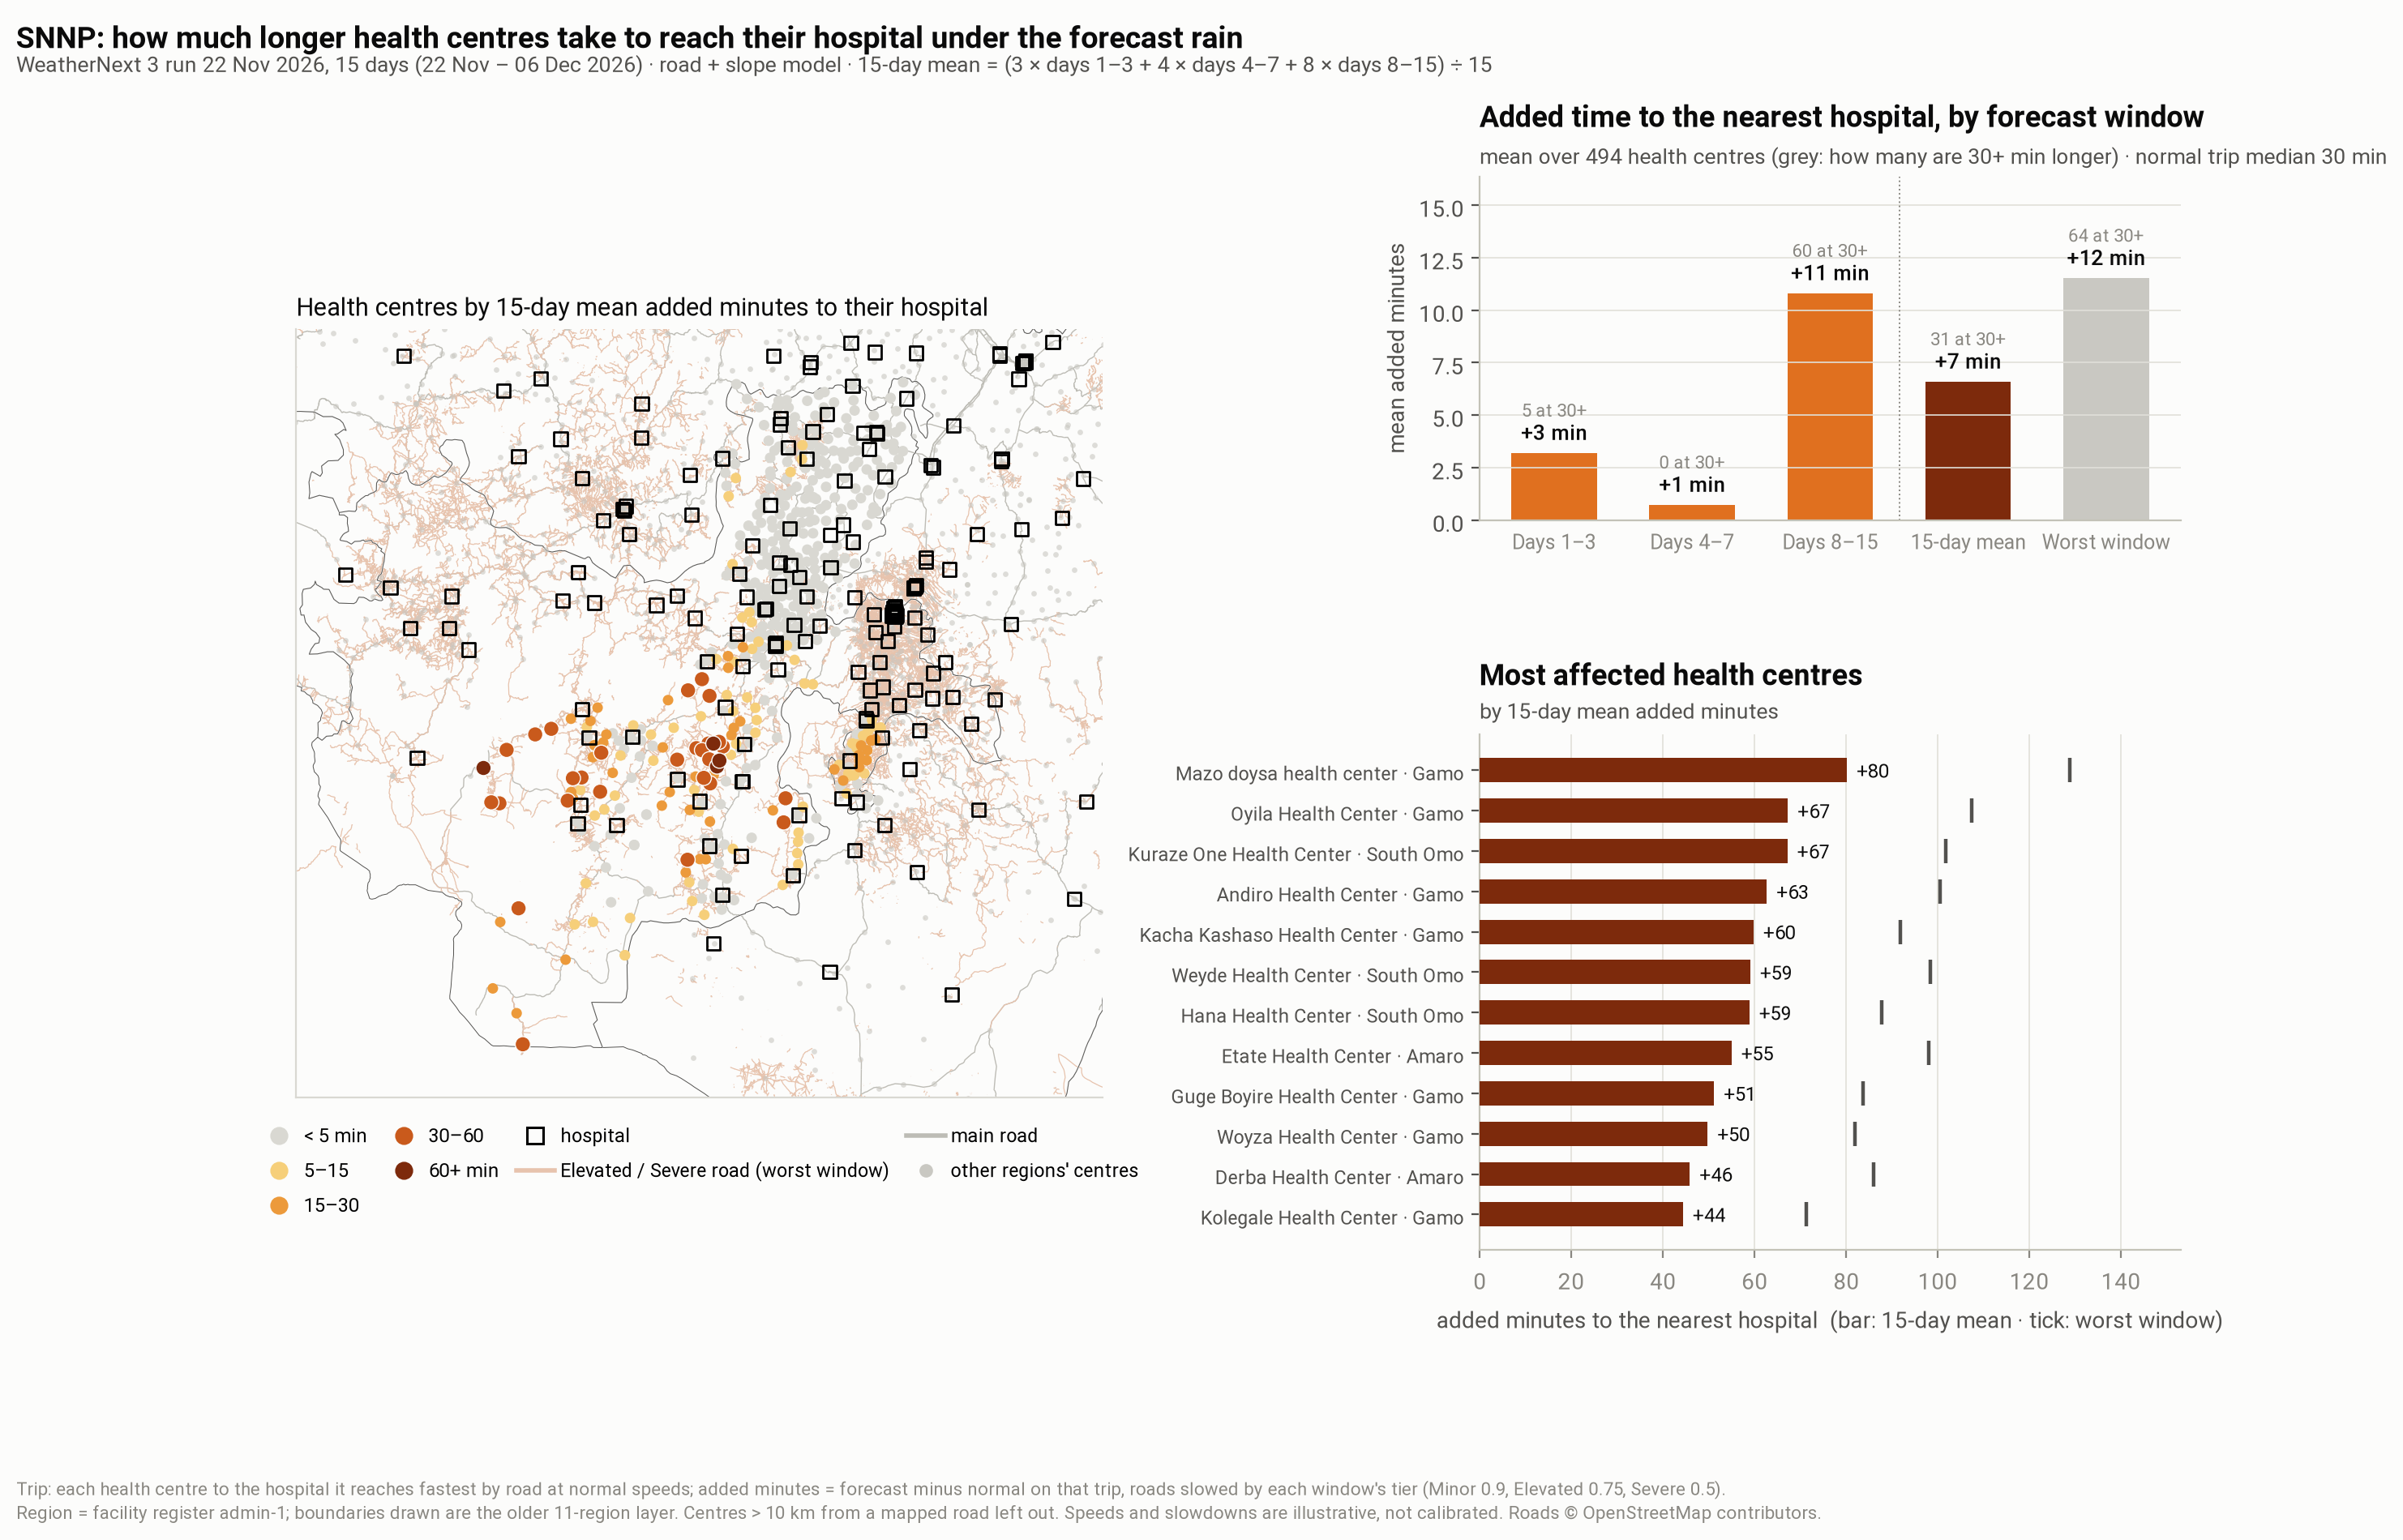 SNNP: how much longer health centres take to reach their hospital under the forecast rain
WeatherNext 3 run 22 Nov 2026, 15 days (22 Nov – 06 Dec 2026) · road + slope model · 15-day mean = (3 × days 1–3 + 4 × days 4–7 + 8 × days 8–15) ÷ 15
Health centres by 15-day mean added minutes to their hospital
< 5 min
5–15
15–30
30–60
60+ min
hospital
Elevated / Severe road (worst window)
main road
other regions' centres
Added time to the nearest hospital, by forecast window
mean over 494 health centres (grey: how many are 30+ min longer) · normal trip median 30 min
mean added minutes
15.0
12.5
10.0
7.5
5.0
2.5
0.0
5 at 30+
+3 min
0 at 30+
+1 min
60 at 30+
+11 min
31 at 30+
+7 min
64 at 30+
+12 min
Days 1–3
Days 4–7
Days 8–15
15-day mean
Worst window
Most affected health centres
by 15-day mean added minutes
Mazo doysa health center · Gamo +80
Oyila Health Center · Gamo +67
Kuraze One Health Center · South Omo +67
Andiro Health Center · Gamo +63
Kacha Kashaso Health Center · Gamo +60
Weyde Health Center · South Omo +59
Hana Health Center · South Omo +59
Etate Health Center · Amaro +55
Guge Boyire Health Center · Gamo +51
Woyza Health Center · Gamo +50
Derba Health Center · Amaro +46
Kolegale Health Center · Gamo +44
0 20 40 60 80 100 120 140
added minutes to the nearest hospital (bar: 15-day mean · tick: worst window)
Trip: each health centre to the hospital it reaches fastest by road at normal speeds; added minutes = forecast minus normal on that trip, roads slowed by each window's tier (Minor 0.9, Elevated 0.75, Severe 0.5).
Region = facility register admin-1; boundaries drawn are the older 11-region layer. Centres > 10 km from a mapped road left out. Speeds and slowdowns are illustrative, not calibrated. Roads © OpenStreetMap contributors.